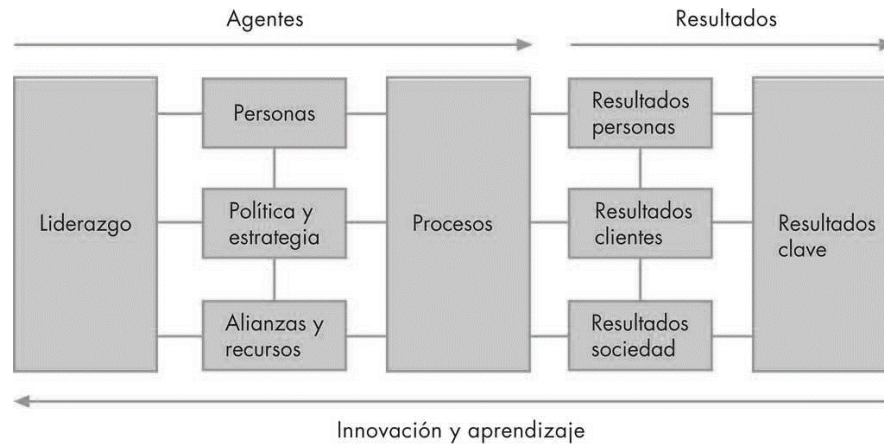 Agentes
Resultados
Liderazgo
Personas
Política y
estrategia
Alianzas y
recursos
Procesos
Resultados
personas
Resultados
clientes
Resultados
sociedad
Resultados
clave
Innovación y aprendizaje